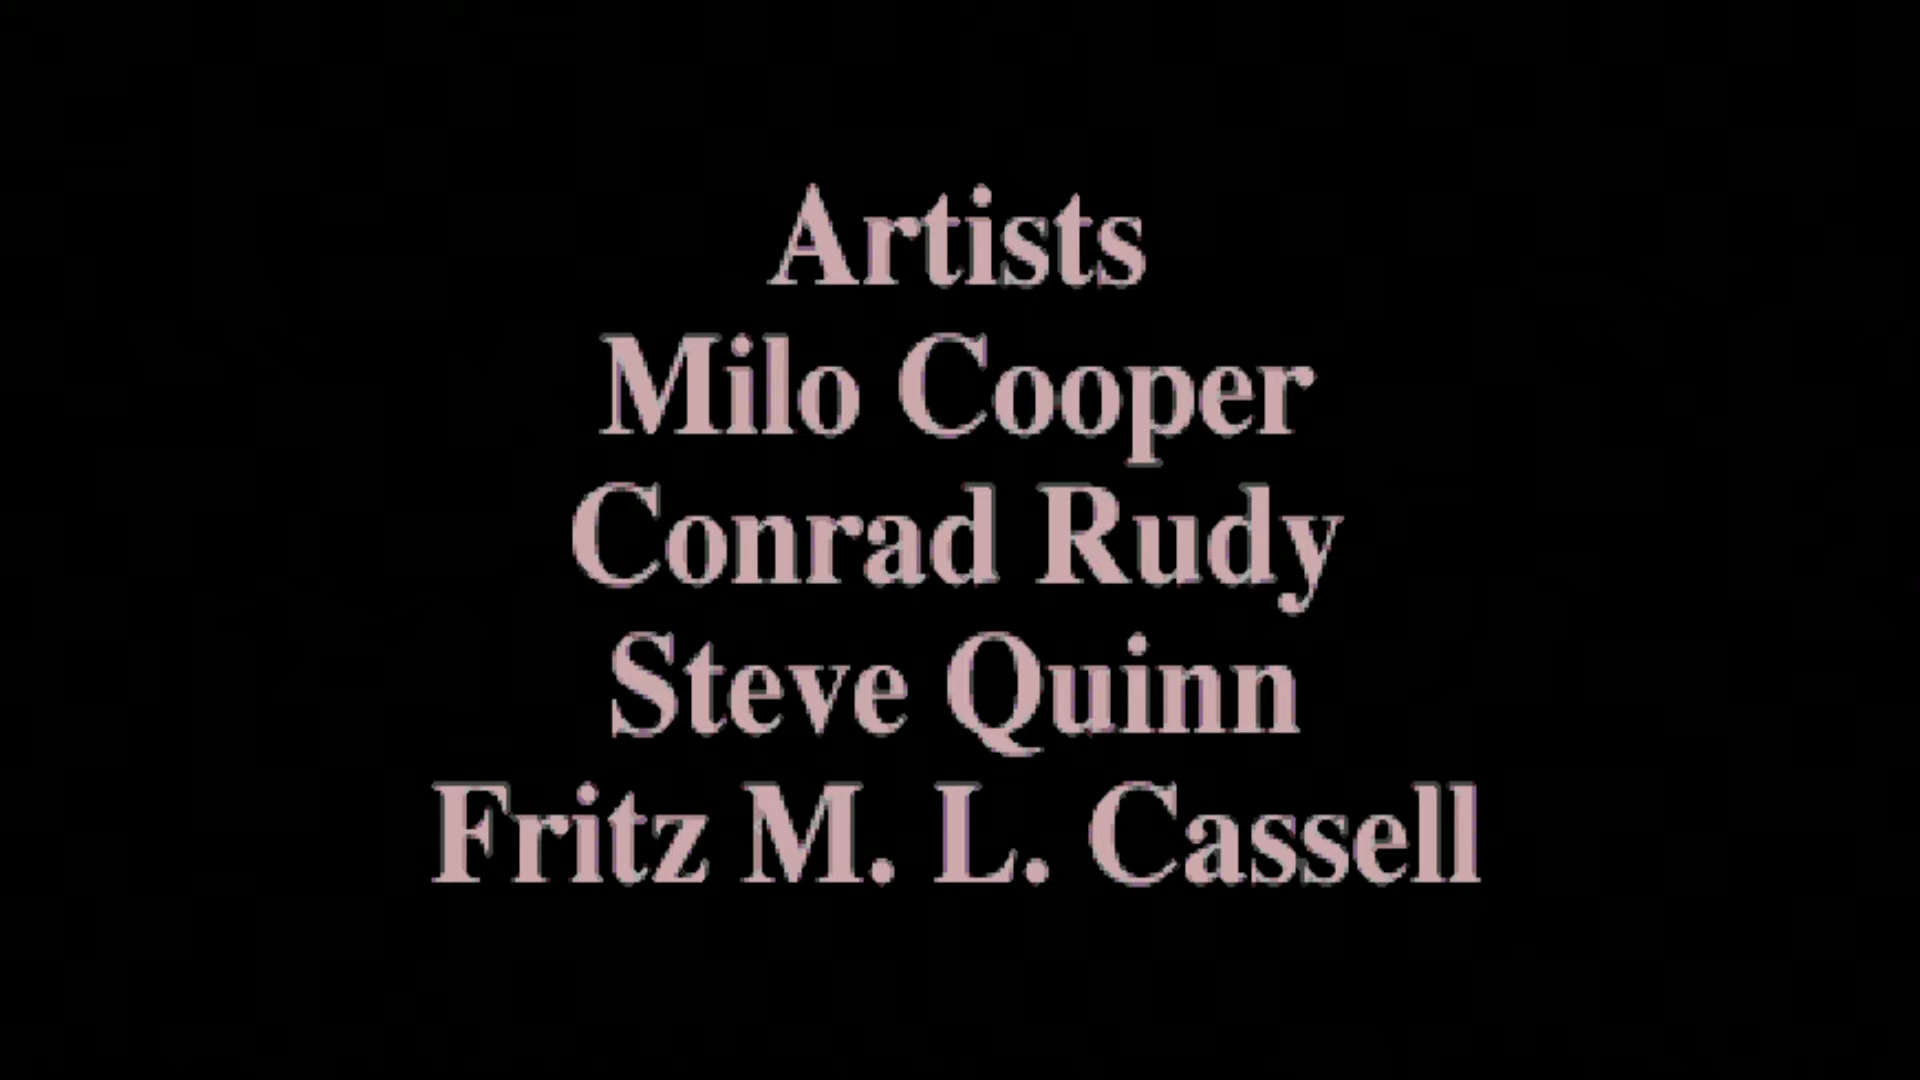 Artists
Milo Cooper
Conrad Rudy
Steve Quinn
Fritz M. L. Cassell